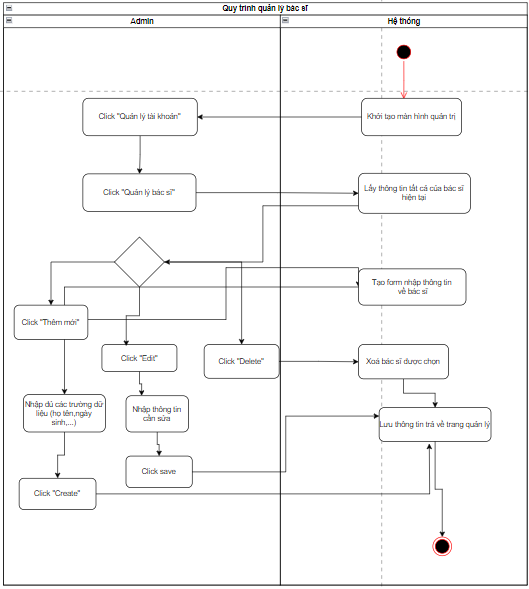 Quy trình quản lý bác sĩ
Admin
Hệ thống
Click "Quản lý tài khoản"
Khởi tạo màn hình quản trị
Click "Quản lý bác sĩ"
Lấy thông tin tất cả của bác sĩ
hiện tại
Tạo form nhập thông tin
về bác sĩ
Click "Thêm mới"
Click "Edit"
Click "Delete"
Xoá bác sĩ được chọn
Nhập đủ các trường dữ
liệu (họ tên,ngày
sinh,...)
Nhập thông tin
cần sửa
Lưu thông tin trả về trang quản lý
Click save
Click "Create"